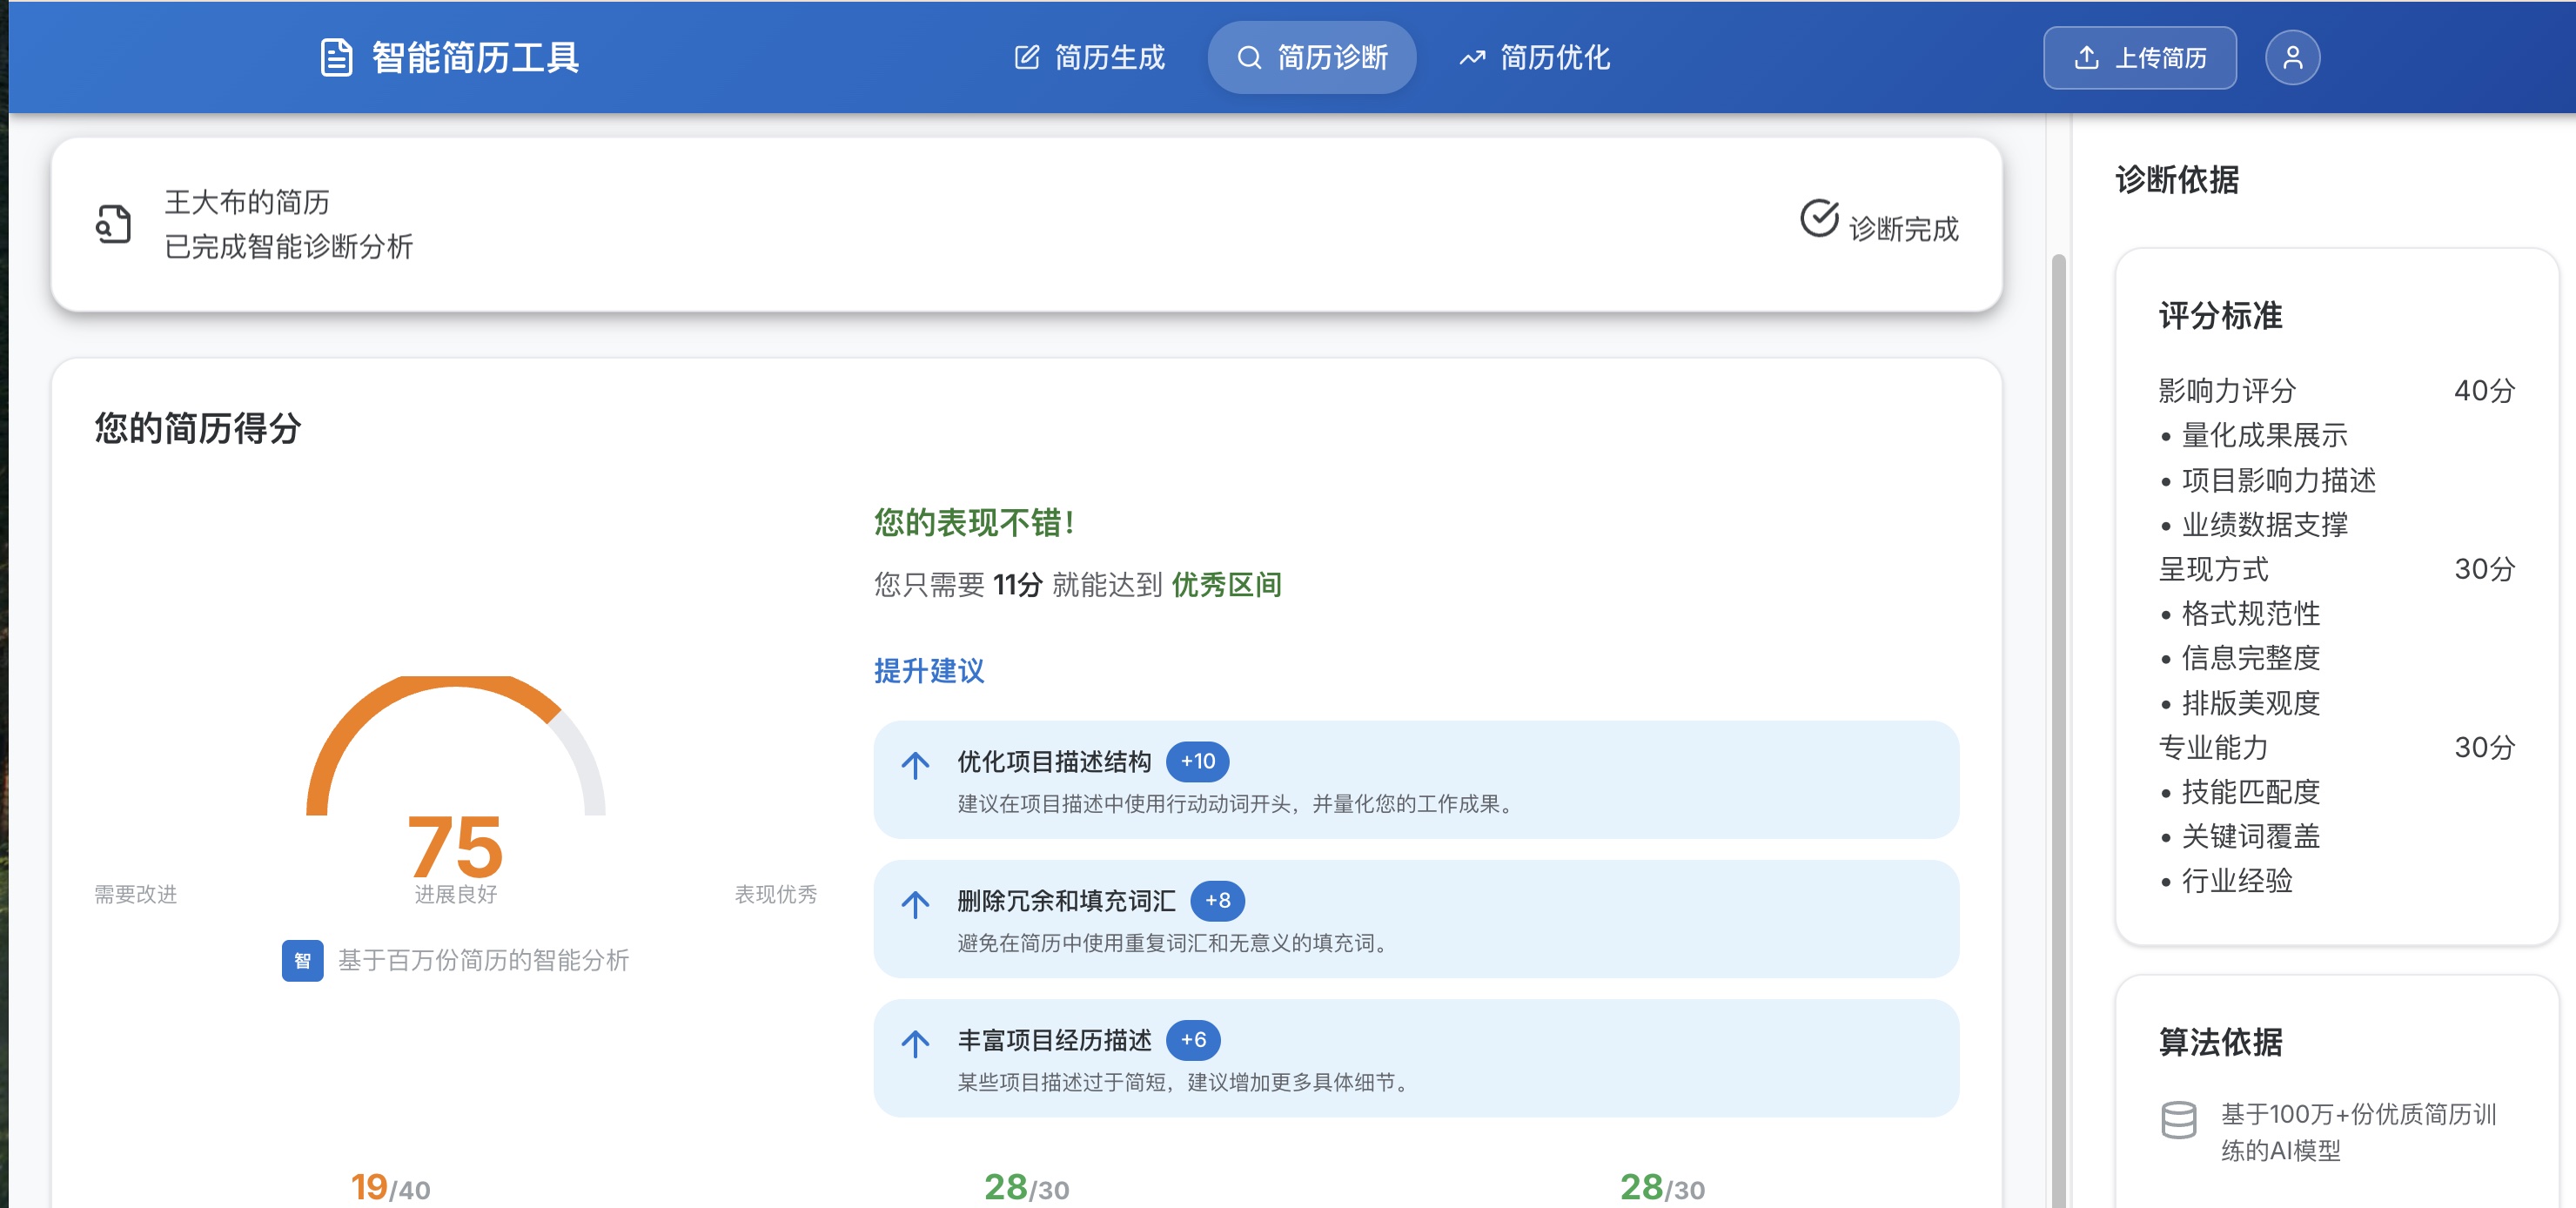 智能简历工具
简历生成
简历诊断
简历优化
上传简历
王大布的简历
已完成智能诊断分析
诊断完成
您的简历得分
75
需要改进
进展良好
表现优秀
智 基于百万份简历的智能分析
您的表现不错！
您只需要 11分 就能达到 优秀区间
提升建议
优化项目描述结构 +10
建议在项目描述中使用行动动词开头，并量化您的工作成果。
删除冗余和填充词汇 +8
避免在简历中使用重复词汇和无意义的填充词。
丰富项目经历描述 +6
某些项目描述过于简短，建议增加更多具体细节。
19/40
28/30
28/30
诊断依据
评分标准
影响力评分 40分
• 量化成果展示
• 项目影响力描述
• 业绩数据支撑
呈现方式 30分
• 格式规范性
• 信息完整度
• 排版美观度
专业能力 30分
• 技能匹配度
• 关键词覆盖
• 行业经验
算法依据
基于100万+份优质简历训
练的AI模型